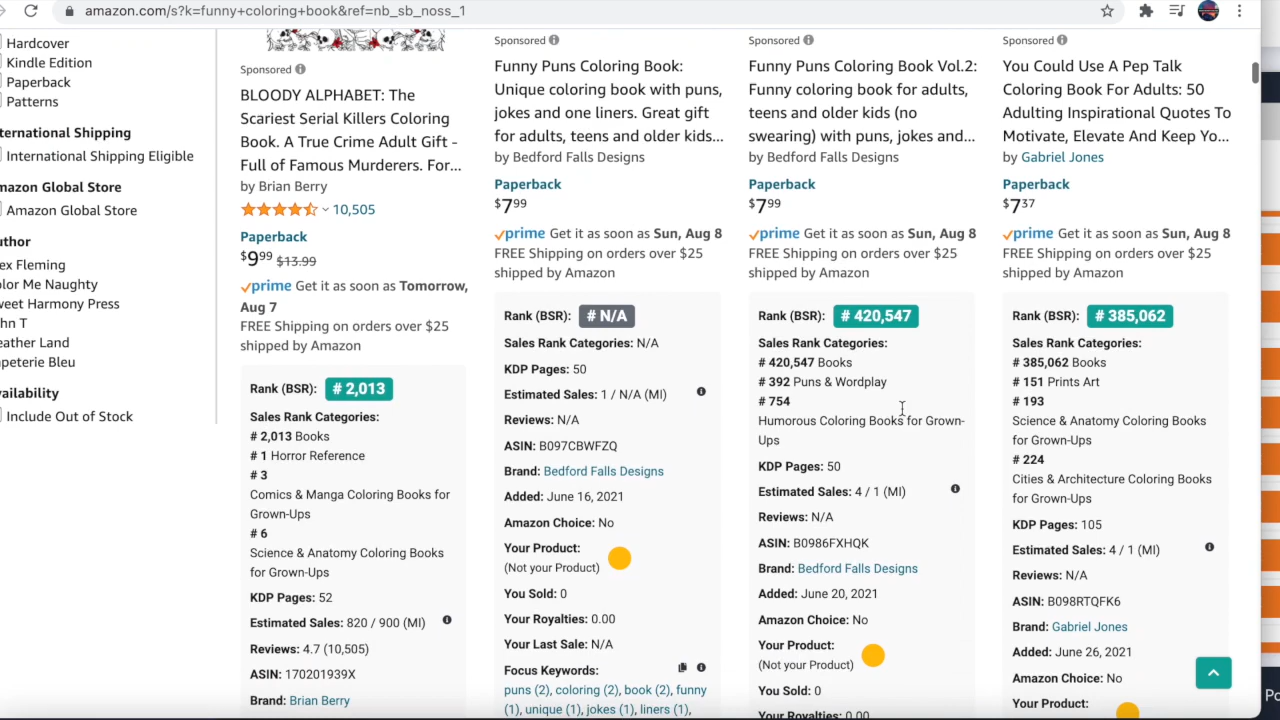 amazon.com/s?k=funny+coloring+book&ref=nb_sb_noss_1
Hardcover
Kindle Edition
Paperback
Patterns
ternational Shipping
International Shipping Eligible
mazon Global Store
Amazon Global Store
uthor
ex Fleming
olor Me Naughty
weet Harmony Press
hn T
eather Land
apeterie Bleu
vailability
Include Out of Stock
Sponsored
BLOODY ALPHABET: The
Scariest Serial Killers Coloring
Book. A True Crime Adult Gift -
Full of Famous Murderers. For...
by Brian Berry
10,505
Paperback
$9.99 $13.99
prime Get it as soon as Tomorrow,
Aug 7
FREE Shipping on orders over $25
shipped by Amazon
Rank (BSR): # 2,013
Sales Rank Categories:
# 2,013 Books
# 1 Horror Reference
# 3
Comics & Manga Coloring Books for
Grown-Ups
# 6
Science & Anatomy Coloring Books
for Grown-Ups
KDP Pages: 52
Estimated Sales: 820 / 900 (MI)
Reviews: 4.7 (10,505)
ASIN: 170201939X
Brand: Brian Berry
Sponsored
Funny Puns Coloring Book:
Unique coloring book with puns,
jokes and one liners. Great gift
for adults, teens and older kids...
by Bedford Falls Designs
Paperback
$7.99
prime Get it as soon as Sun, Aug 8
FREE Shipping on orders over $25
shipped by Amazon
Rank (BSR): # N/A
Sales Rank Categories: N/A
KDP Pages: 50
Estimated Sales: 1 / N/A (MI)
Reviews: N/A
ASIN: B097CBWFZQ
Brand: Bedford Falls Designs
Added: June 16, 2021
Amazon Choice: No
Your Product:
(Not your Product)
You Sold: 0
Your Royalties: 0.00
Your Last Sale: N/A
Focus Keywords:
puns (2), coloring (2), book (2), funny
(1), unique (1), jokes (1), liners (1),
Sponsored
Funny Puns Coloring Book Vol.2:
Funny coloring book for adults,
teens and older kids (no
swearing) with puns, jokes and...
by Bedford Falls Designs
Paperback
$7.99
prime Get it as soon as Sun, Aug 8
FREE Shipping on orders over $25
shipped by Amazon
Rank (BSR): # 420,547
Sales Rank Categories:
# 420,547 Books
# 392 Puns & Wordplay
# 754
Humorous Coloring Books for Grown-
Ups
KDP Pages: 50
Estimated Sales: 4 / 1 (MI)
Reviews: N/A
ASIN: B0986FXHQK
Brand: Bedford Falls Designs
Added: June 20, 2021
Amazon Choice: No
Your Product:
(Not your Product)
You Sold: 0
Your Royalties: 0.00
Sponsored
You Could Use A Pep Talk
Coloring Book For Adults: 50
Adulting Inspirational Quotes To
Motivate, Elevate And Keep Yo...
by Gabriel Jones
Paperback
$7.37
prime Get it as soon as Sun, Aug 8
FREE Shipping on orders over $25
shipped by Amazon
Rank (BSR): # 385,062
Sales Rank Categories:
# 385,062 Books
# 151 Prints Art
# 193
Science & Anatomy Coloring Books
for Grown-Ups
# 224
Cities & Architecture Coloring Books
for Grown-Ups
KDP Pages: 105
Estimated Sales: 4 / 1 (MI)
Reviews: N/A
ASIN: B098RTQFK6
Brand: Gabriel Jones
Added: June 26, 2021
Amazon Choice: No
Your Product:
Po